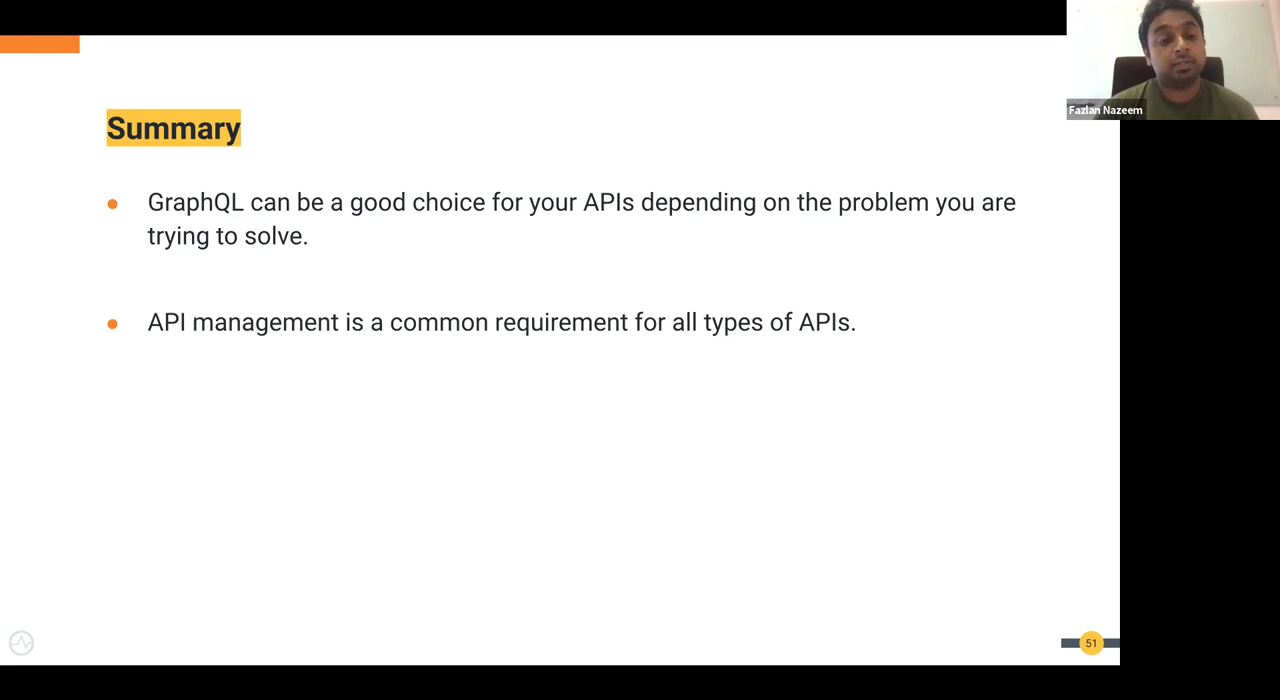 Fazlan Nazeem
Summary
● GraphQL can be a good choice for your APIs depending on the problem you are
trying to solve.
● API management is a common requirement for all types of APIs.
51